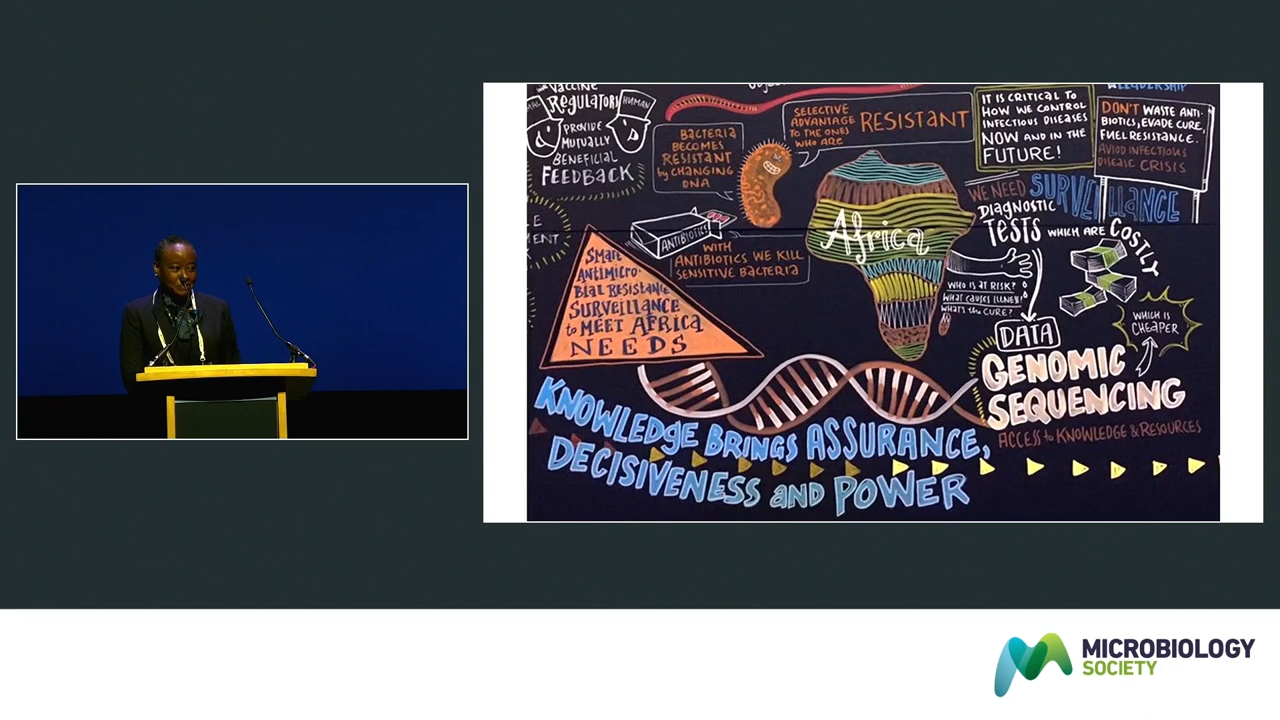 VACCINE
REGULATORY
HUMAN
PROVIDE
MUTUALLY
BENEFICIAL
FEEDBACK
BACTERIA
BECOMES
RESISTANT
by CHANGING
DNA
SELECTIVE
ADVANTAGE
TO THE ONES
WHO ARE
RESISTANT
IT IS CRITICAL TO
HOW WE CONTROL
INFECTIOUS DISEASES
NOW AND IN THE
FUTURE!
LEADERSHIP
DON'T WASTE ANTI-
BIOTICS, EVADE CURE,
FUEL RESISTANCE.
AVIOD INFECTIOUS
DISEASE CRISIS
ANTIBIOTICS
WITH
ANTIBIOTICS WE KILL
SENSITIVE BACTERIA
Africa
WE NEED SURVEILLANCE
DIAGNOSTIC
TESTS WHICH ARE COSTLY
WHO IS AT RISK?
WHAT CAUSES ILLNESS?
WHAT'S the CURE?
DATA
WHICH IS
CHEAPER
GENOMIC
SEQUENCING
ACCESS to KNOWLEDGE & RESOURCES
SMART
ANTIMICRO-
BIAL RESISTANCE
SURVEILLANCE
to MEET AFRICA
NEEDS
KNOWLEDGE BRINGS ASSURANCE,
DECISIVENESS AND POWER
MICROBIOLOGY
SOCIETY